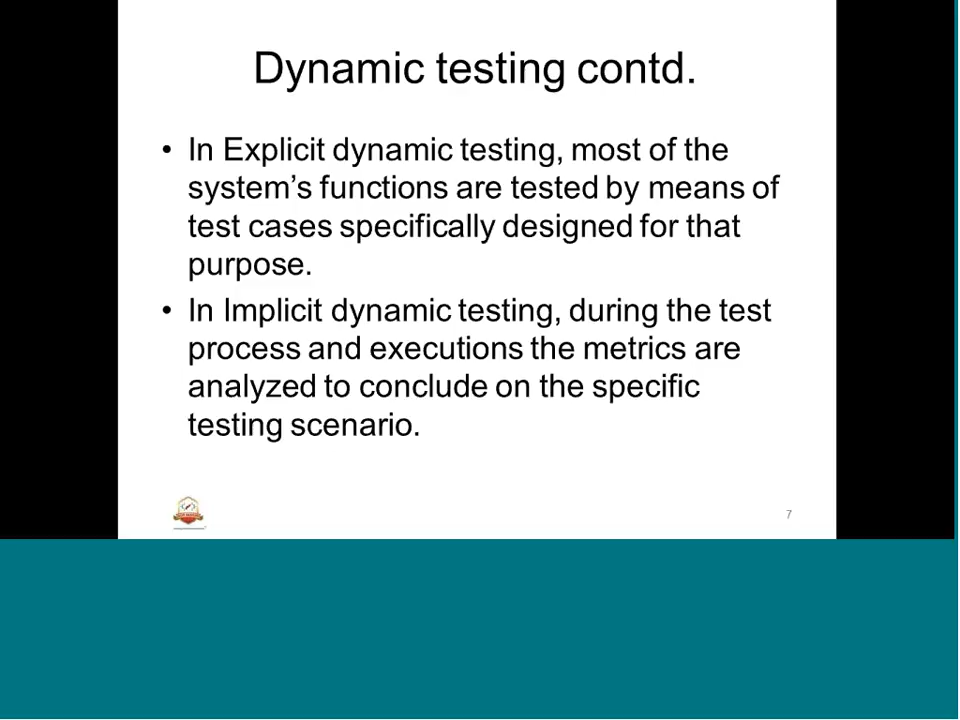 Dynamic testing contd.
• In Explicit dynamic testing, most of the
system’s functions are tested by means of
test cases specifically designed for that
purpose.
• In Implicit dynamic testing, during the test
process and executions the metrics are
analyzed to conclude on the specific
testing scenario.
7